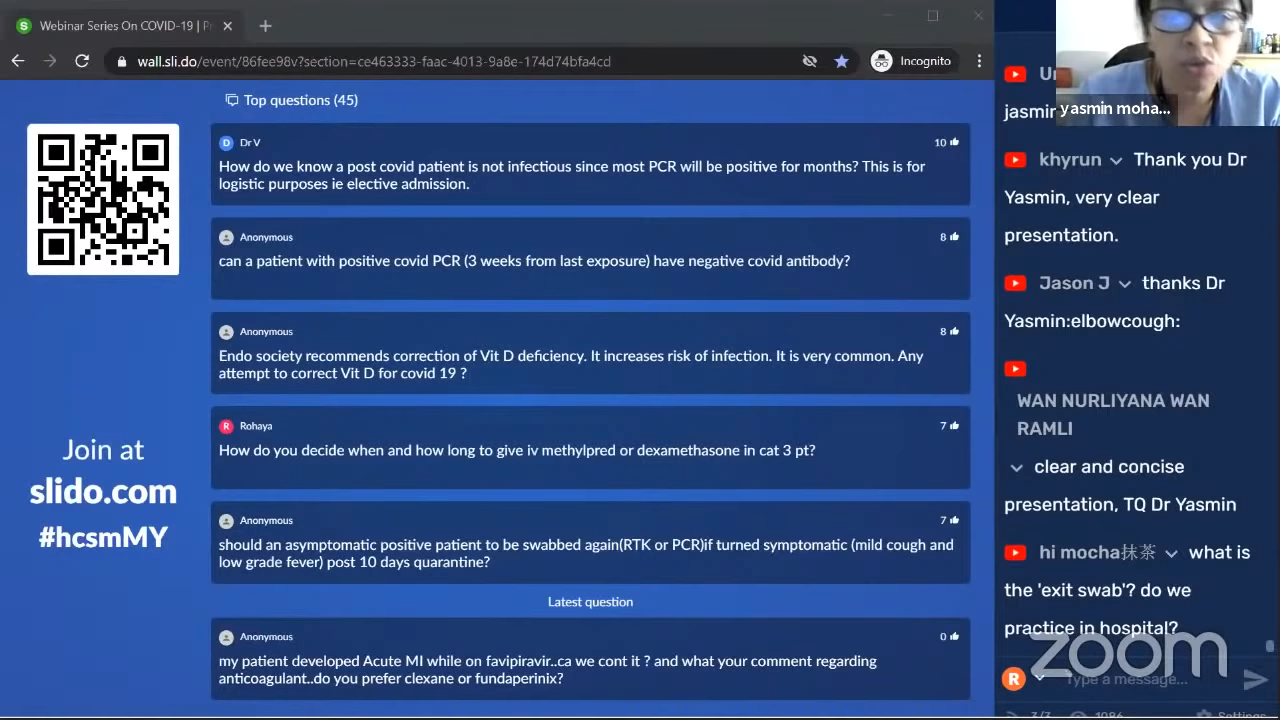 Webinar Series On COVID-19 | Pr
wall.sli.do/event/86fee98v?section=ce463333-faac-4013-9a8e-174d74bfa4cd
Incognito
Top questions (45)
D
Dr V
10
How do we know a post covid patient is not infectious since most PCR will be positive for months? This is for
logistic purposes ie elective admission.
Anonymous
8
can a patient with positive covid PCR (3 weeks from last exposure) have negative covid antibody?
Anonymous
8
Endo society recommends correction of Vit D deficiency. It increases risk of infection. It is very common. Any
attempt to correct Vit D for covid 19 ?
R
Rohaya
7
How do you decide when and how long to give iv methylpred or dexamethasone in cat 3 pt?
Anonymous
7
should an asymptomatic positive patient to be swabbed again(RTK or PCR)if turned symptomatic (mild cough and
low grade fever) post 10 days quarantine?
Latest question
Anonymous
0
my patient developed Acute MI while on favipiravir..ca we cont it ? and what your comment regarding
anticoagulant..do you prefer clexane or fundaperinix?
Join at
slido.com
#hcsmMY
yasmin moha...
jasmin
khyrun Thank you Dr
Yasmin, very clear
presentation.
Jason J thanks Dr
Yasmin:elbowcough:
WAN NURLIYANA WAN
RAMLI
clear and concise
presentation, TQ Dr Yasmin
hi mocha抹茶 what is
the 'exit swab'? do we
practice in hospital?
zoom
R
Type a message...
3/3
1086
Settings